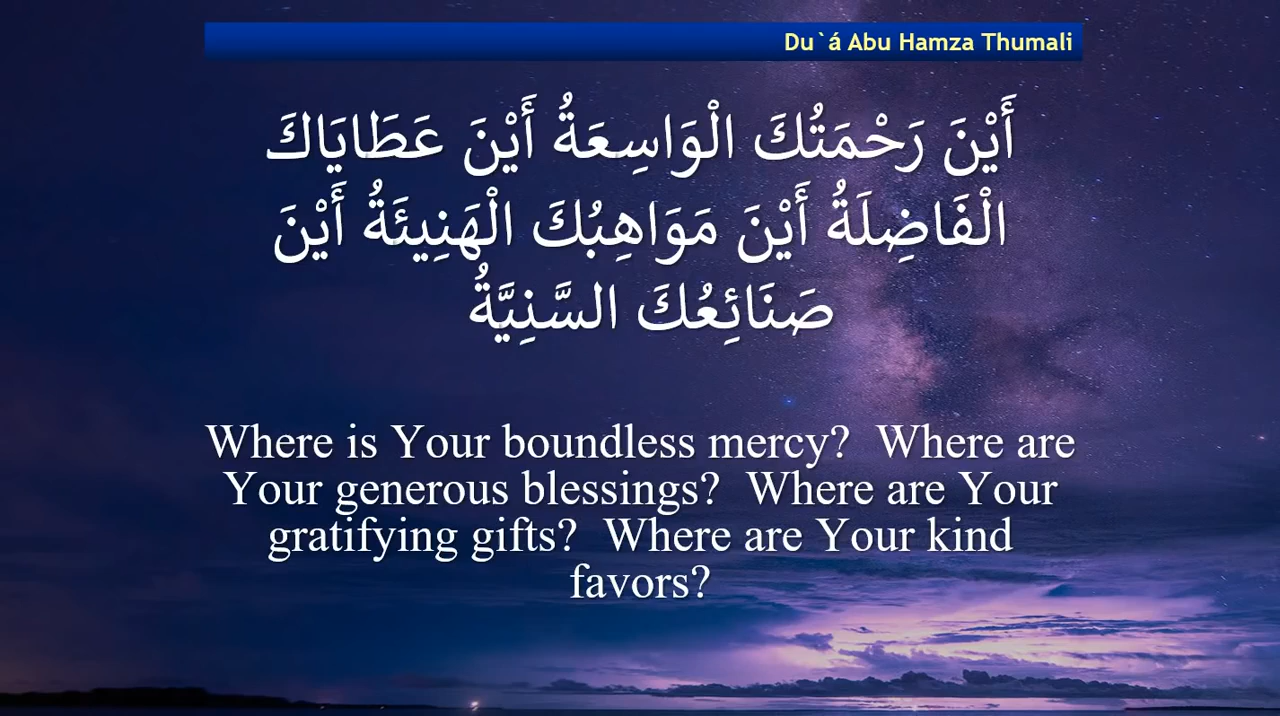 Du`á Abu Hamza Thumali
أَيْنَ رَحْمَتُكَ الْوَاسِعَةُ أَيْنَ عَطَايَاكَ
الْفَاضِلَةُ أَيْنَ مَوَاهِبُكَ الْهَنِيئَةُ أَيْنَ
صَنَائِعُكَ السَّنِيَّةُ
Where is Your boundless mercy?  Where are
Your generous blessings?  Where are Your
gratifying gifts?  Where are Your kind
favors?